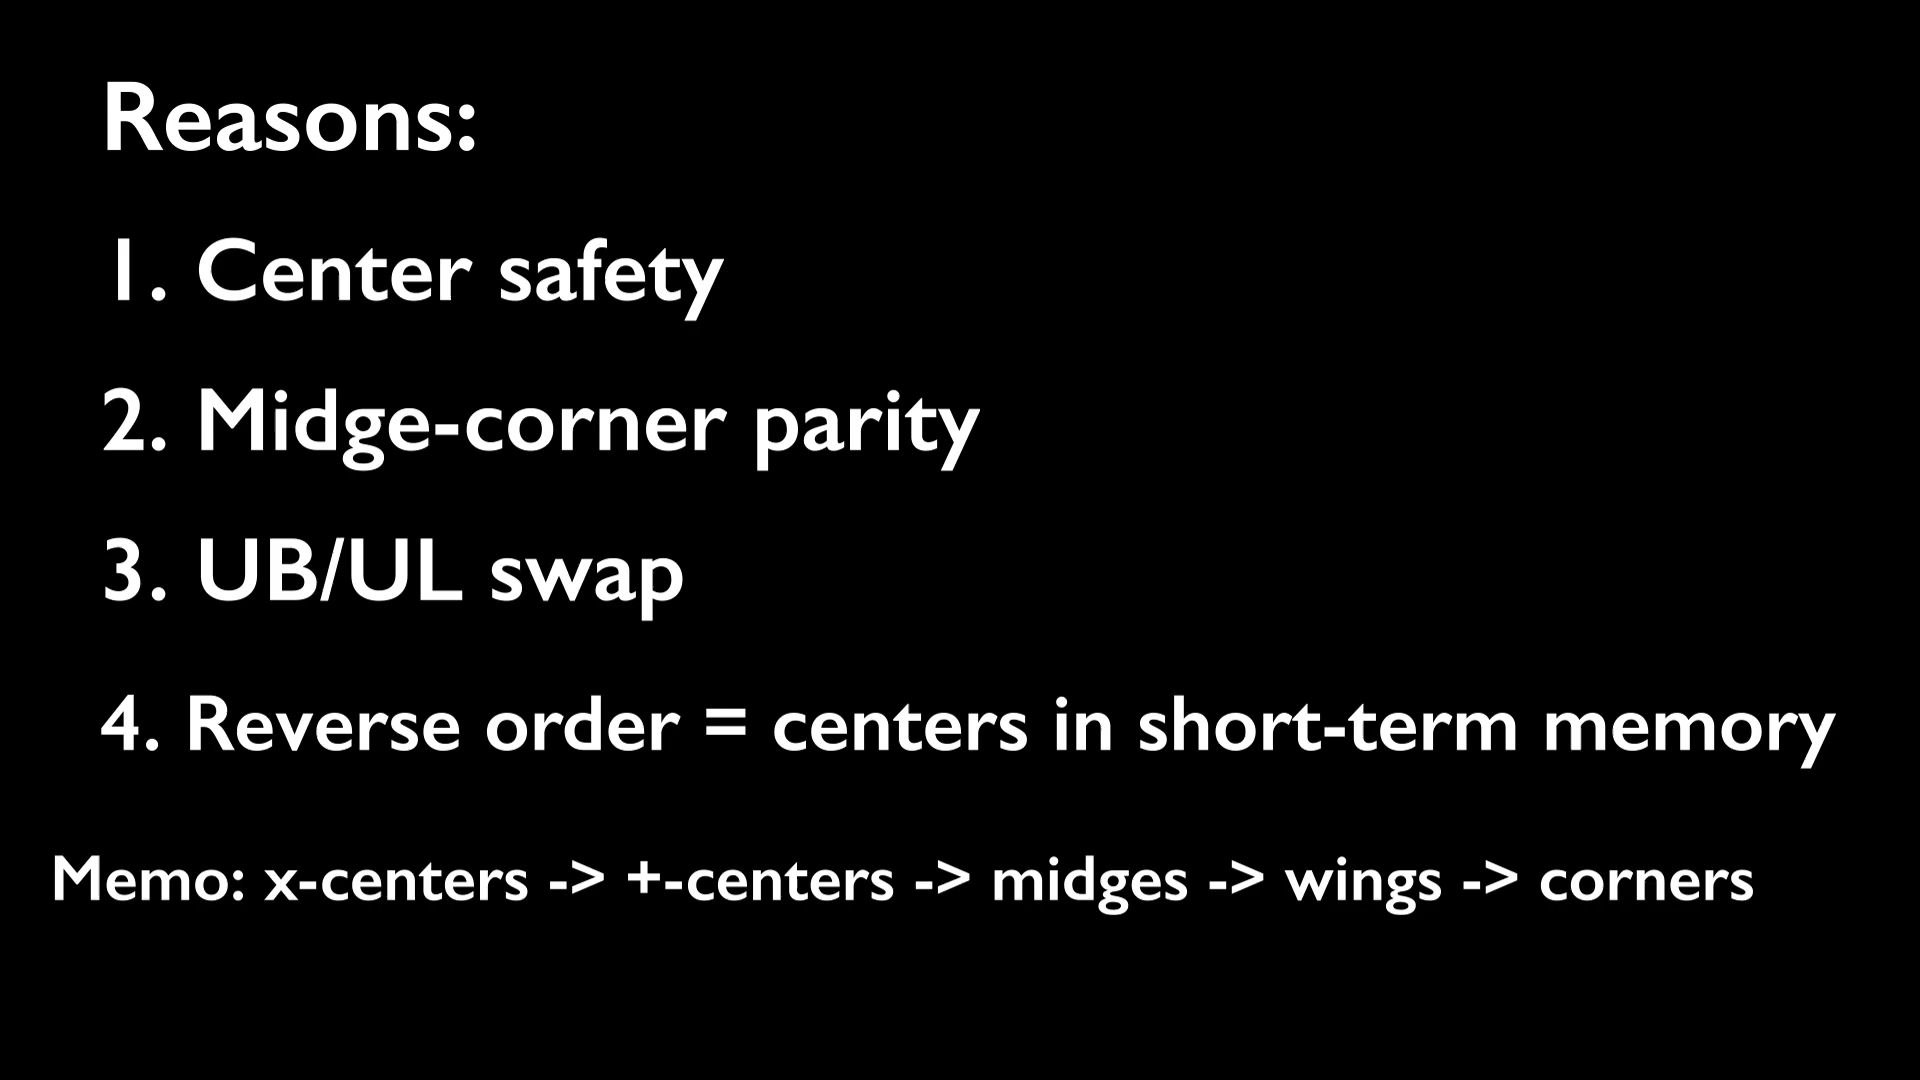 Reasons:
1. Center safety
2. Midge-corner parity
3. UB/UL swap
4. Reverse order = centers in short-term memory
Memo: x-centers -> +-centers -> midges -> wings -> corners